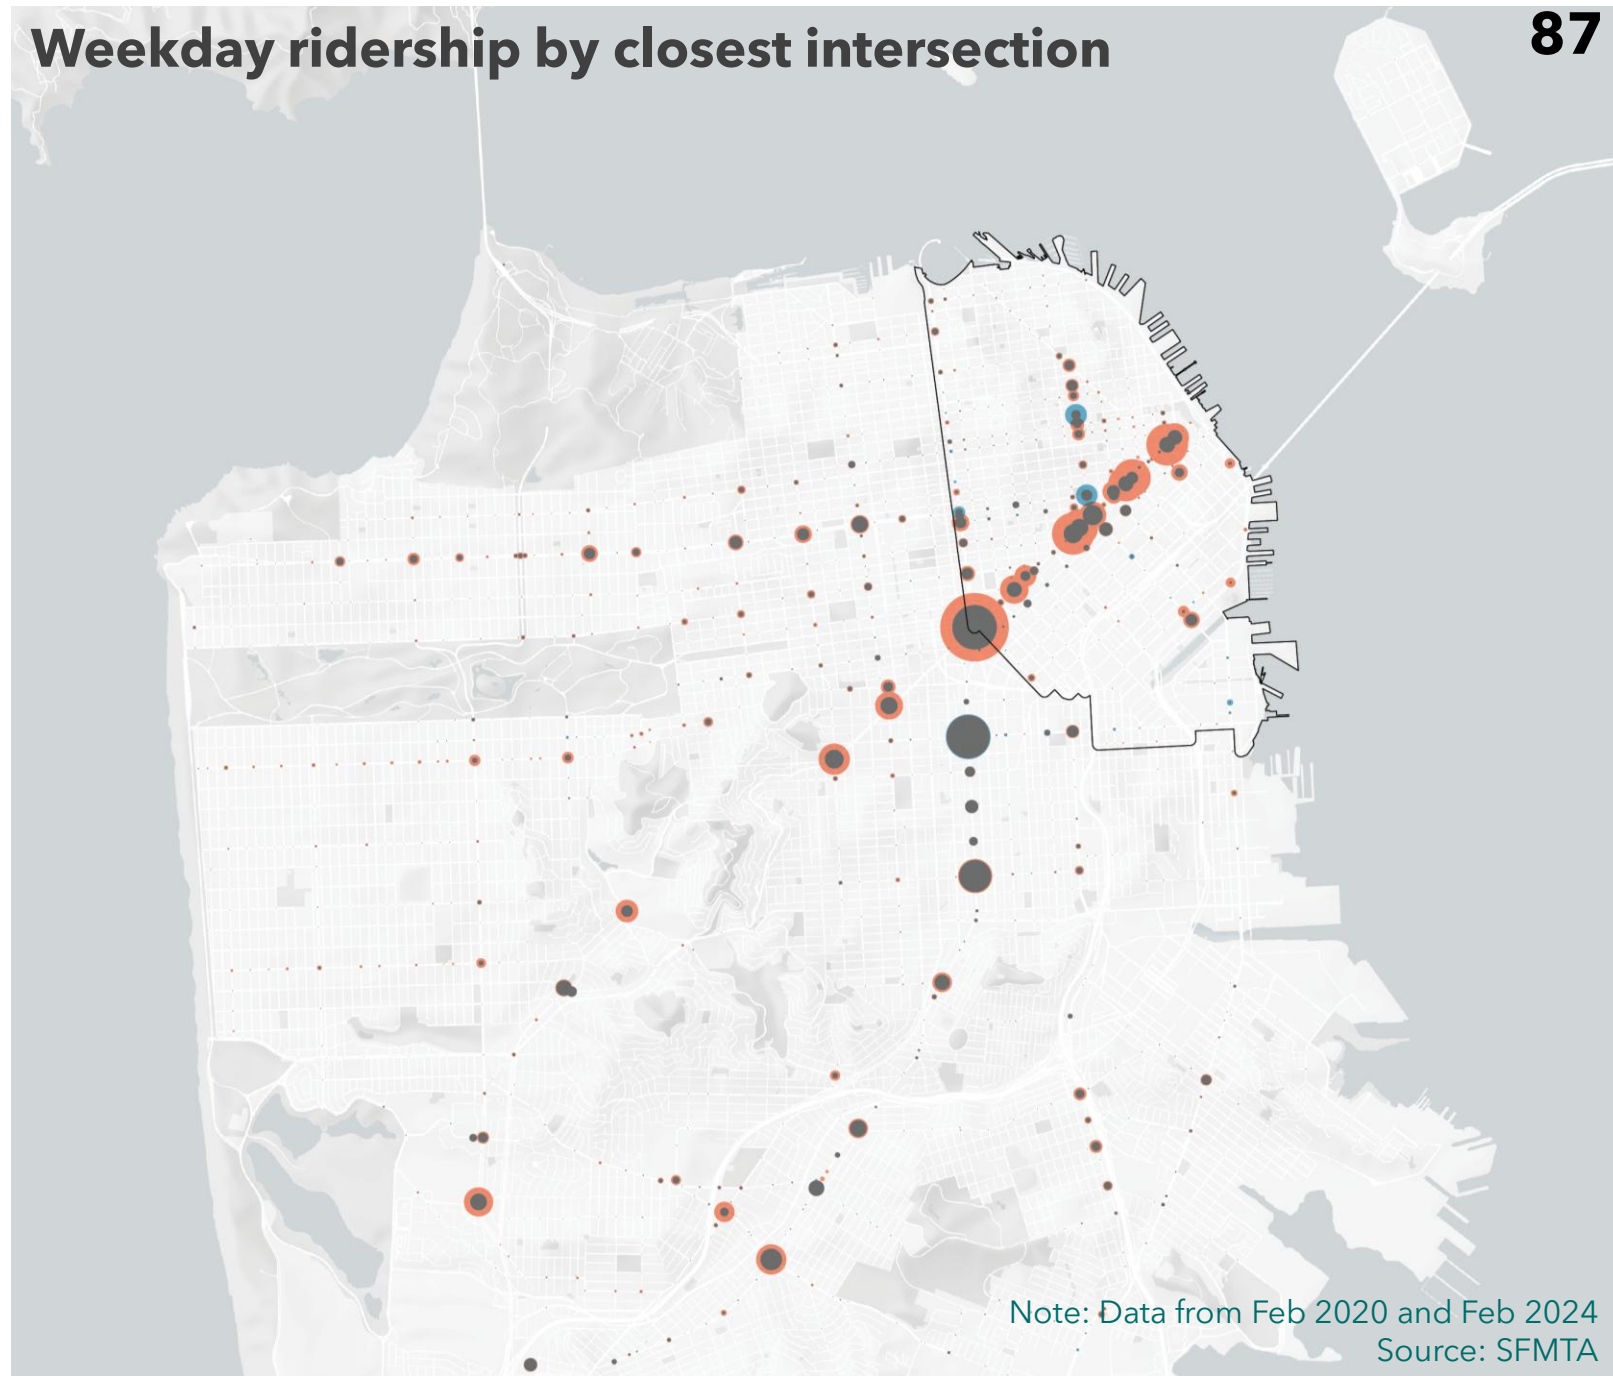 Weekday ridership by closest intersection
87
Note: Data from Feb 2020 and Feb 2024
Source: SFMTA